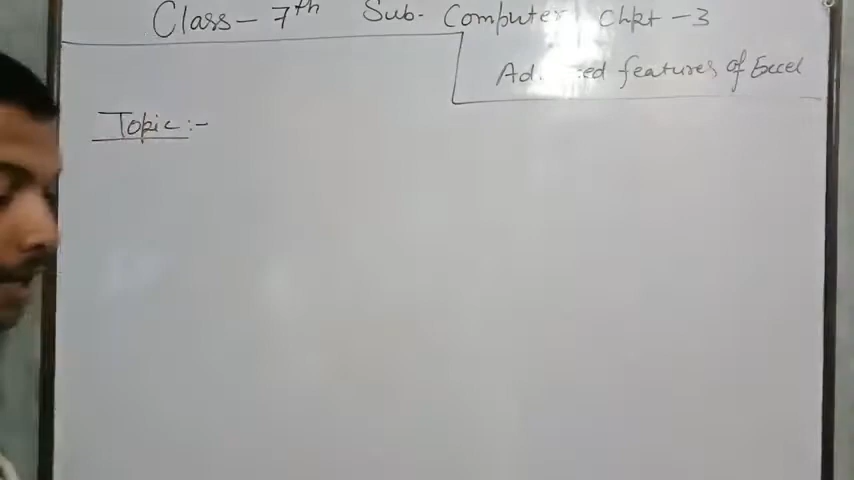 Class - 7th Sub- Computer Chpt - 3
features of Excel
Topic :-